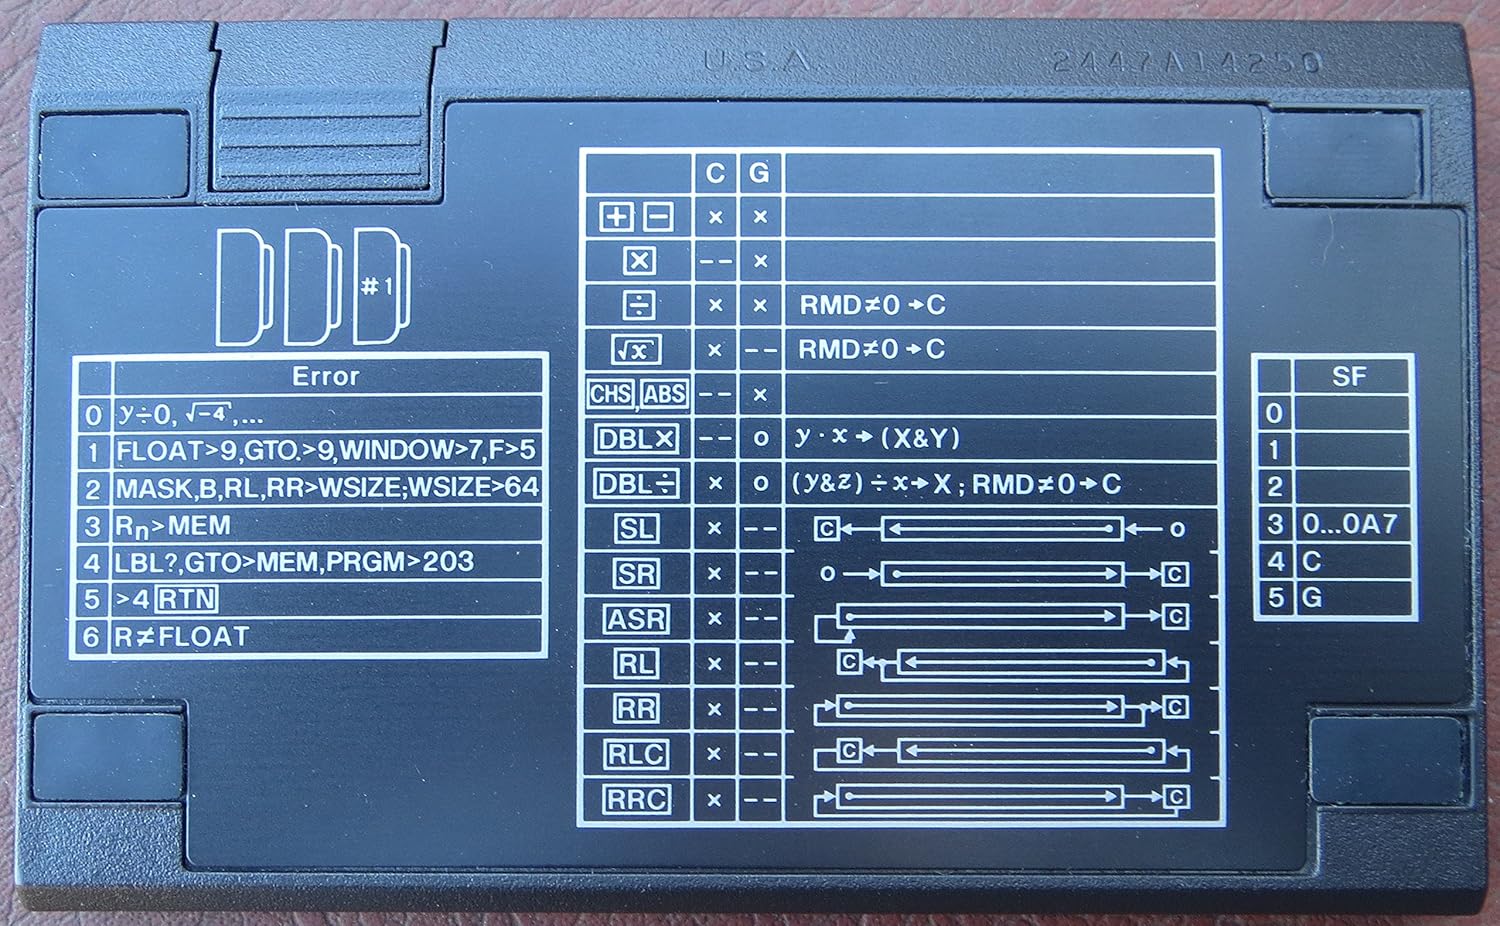 U.S.A. 2447A14250
#1
Error
0 y÷0, √-4,...
1 FLOAT>9,GTO.>9,WINDOW>7,F>5
2 MASK,B,RL,RR>WSIZE;WSIZE>64
3 Rn>MEM
4 LBL?,GTO>MEM,PRGM>203
5 >4 RTN
6 R≠FLOAT
C G
+ − × ×
× -- ×
÷ × × RMD≠0→C
√x × -- RMD≠0→C
CHS,ABS -- ×
DBL× -- o y·x→(X&Y)
DBL÷ × o (y&z)÷x→X;RMD≠0→C
SL × -- C o
SR × -- o C
ASR × -- C
RL × -- C
RR × -- C
RLC × -- C
RRC × -- C
SF
0
1
2
3 0...0A7
4 C
5 G